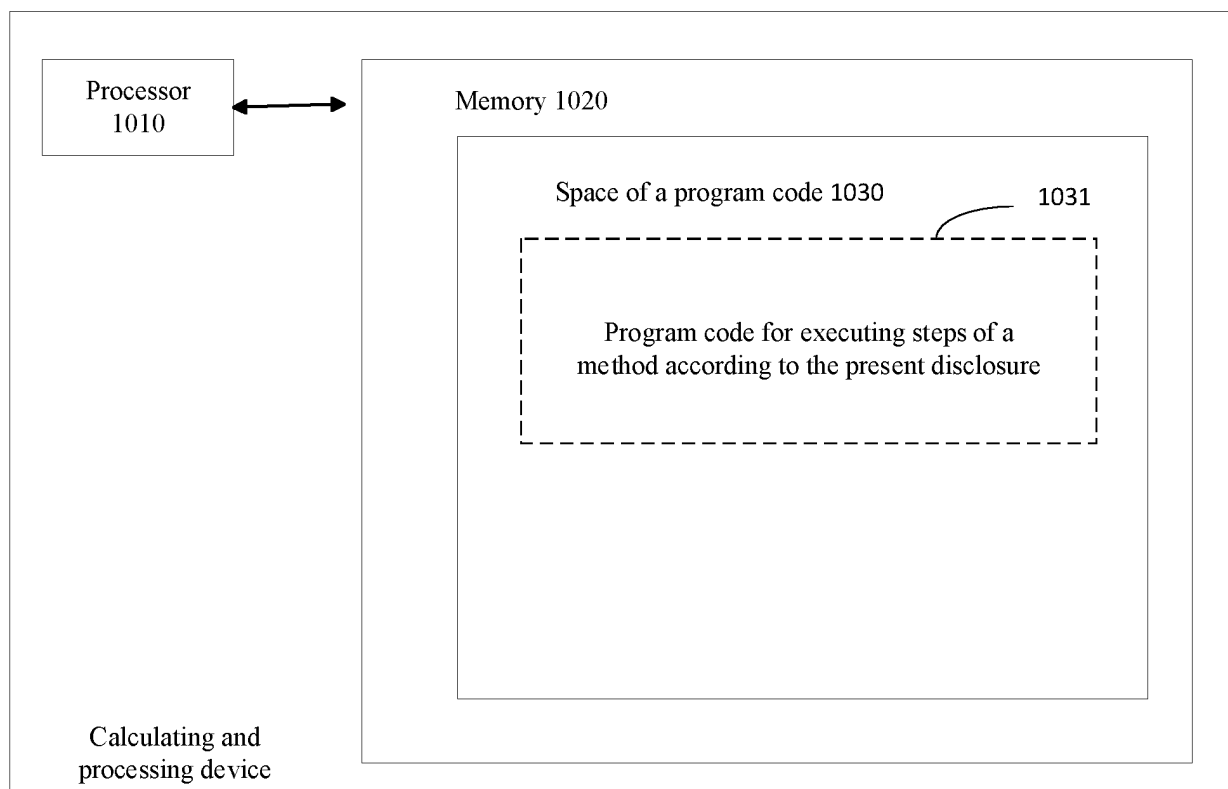 Processor
1010
Memory 1020
Space of a program code 1030
1031
Program code for executing steps of a
method according to the present disclosure
Calculating and
processing device